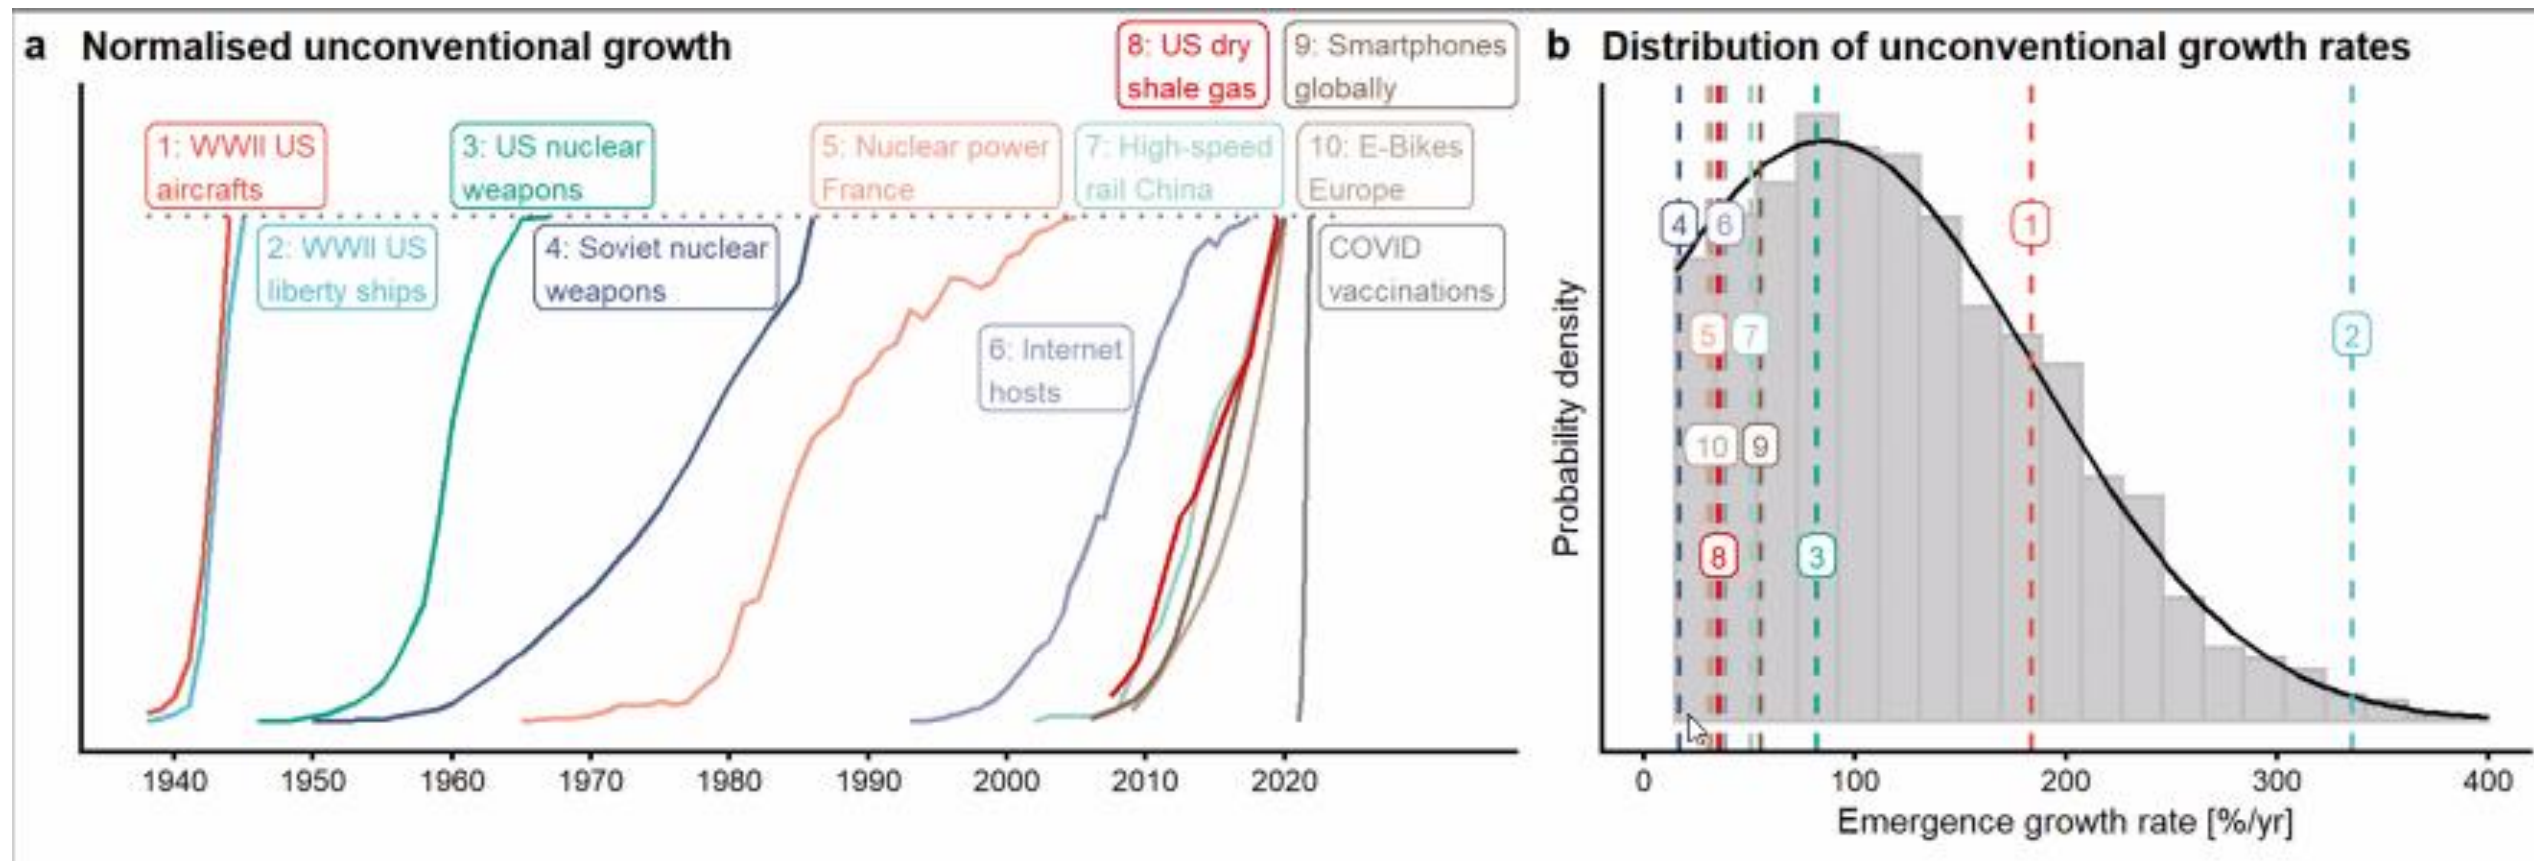 a Normalised unconventional growth
8: US dry
shale gas
9: Smartphones
globally
1: WWII US
aircrafts
3: US nuclear
weapons
5: Nuclear power
France
7: High-speed
rail China
10: E-Bikes
Europe
2: WWII US
liberty ships
4: Soviet nuclear
weapons
COVID
vaccinations
6: Internet
hosts
1940 1950 1960 1970 1980 1990 2000 2010 2020
b Distribution of unconventional growth rates
Probability density
4 6 1
5 7 2
10 9
8 3
0 100 200 300 400
Emergence growth rate [%/yr]